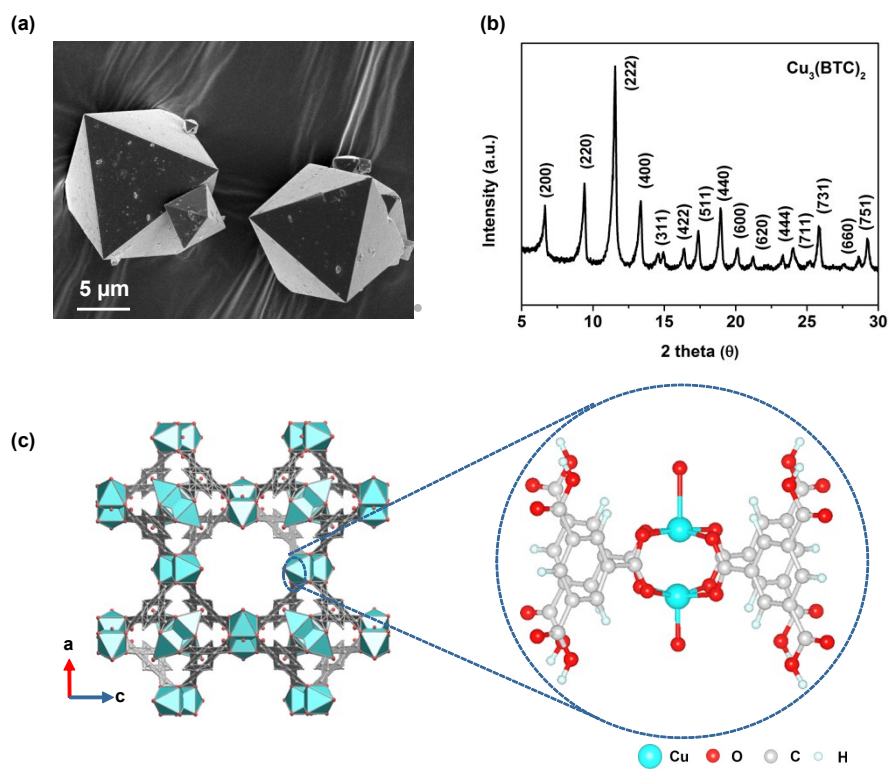 (a)
5 μm
(b)
Cu₃(BTC)₂
Intensity (a.u.)
(200)
(220)
(222)
(400)
(311)
(422)
(511)
(440)
(600)
(620)
(444)
(711)
(731)
(660)
(751)
5 10 15 20 25 30
2 theta (θ)
(c)
a
c
Cu O C H